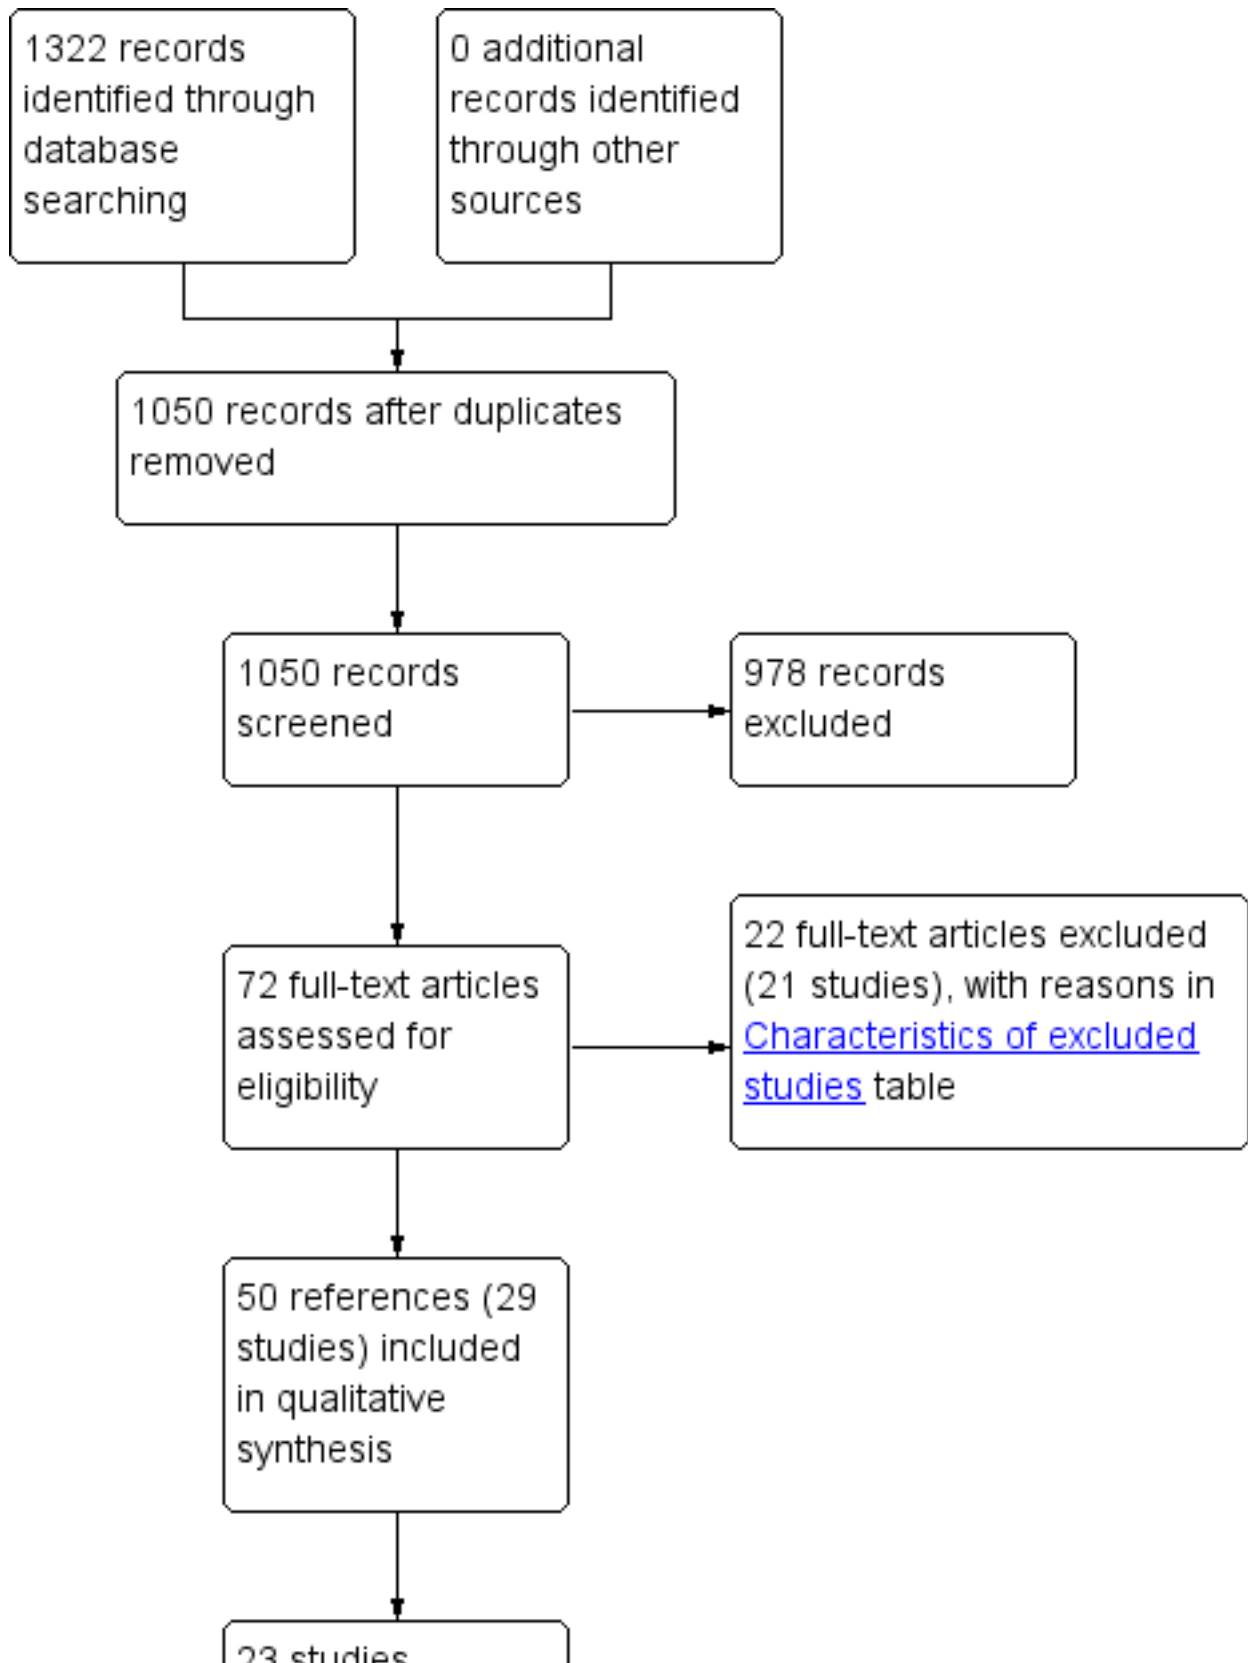 1322 records
identified through
database
searching
0 additional
records identified
through other
sources
1050 records after duplicates
removed
1050 records
screened
978 records
excluded
72 full-text articles
assessed for
eligibility
22 full-text articles excluded
(21 studies), with reasons in
Characteristics of excluded
studies table
50 references (29
studies) included
in qualitative
synthesis
23 studies